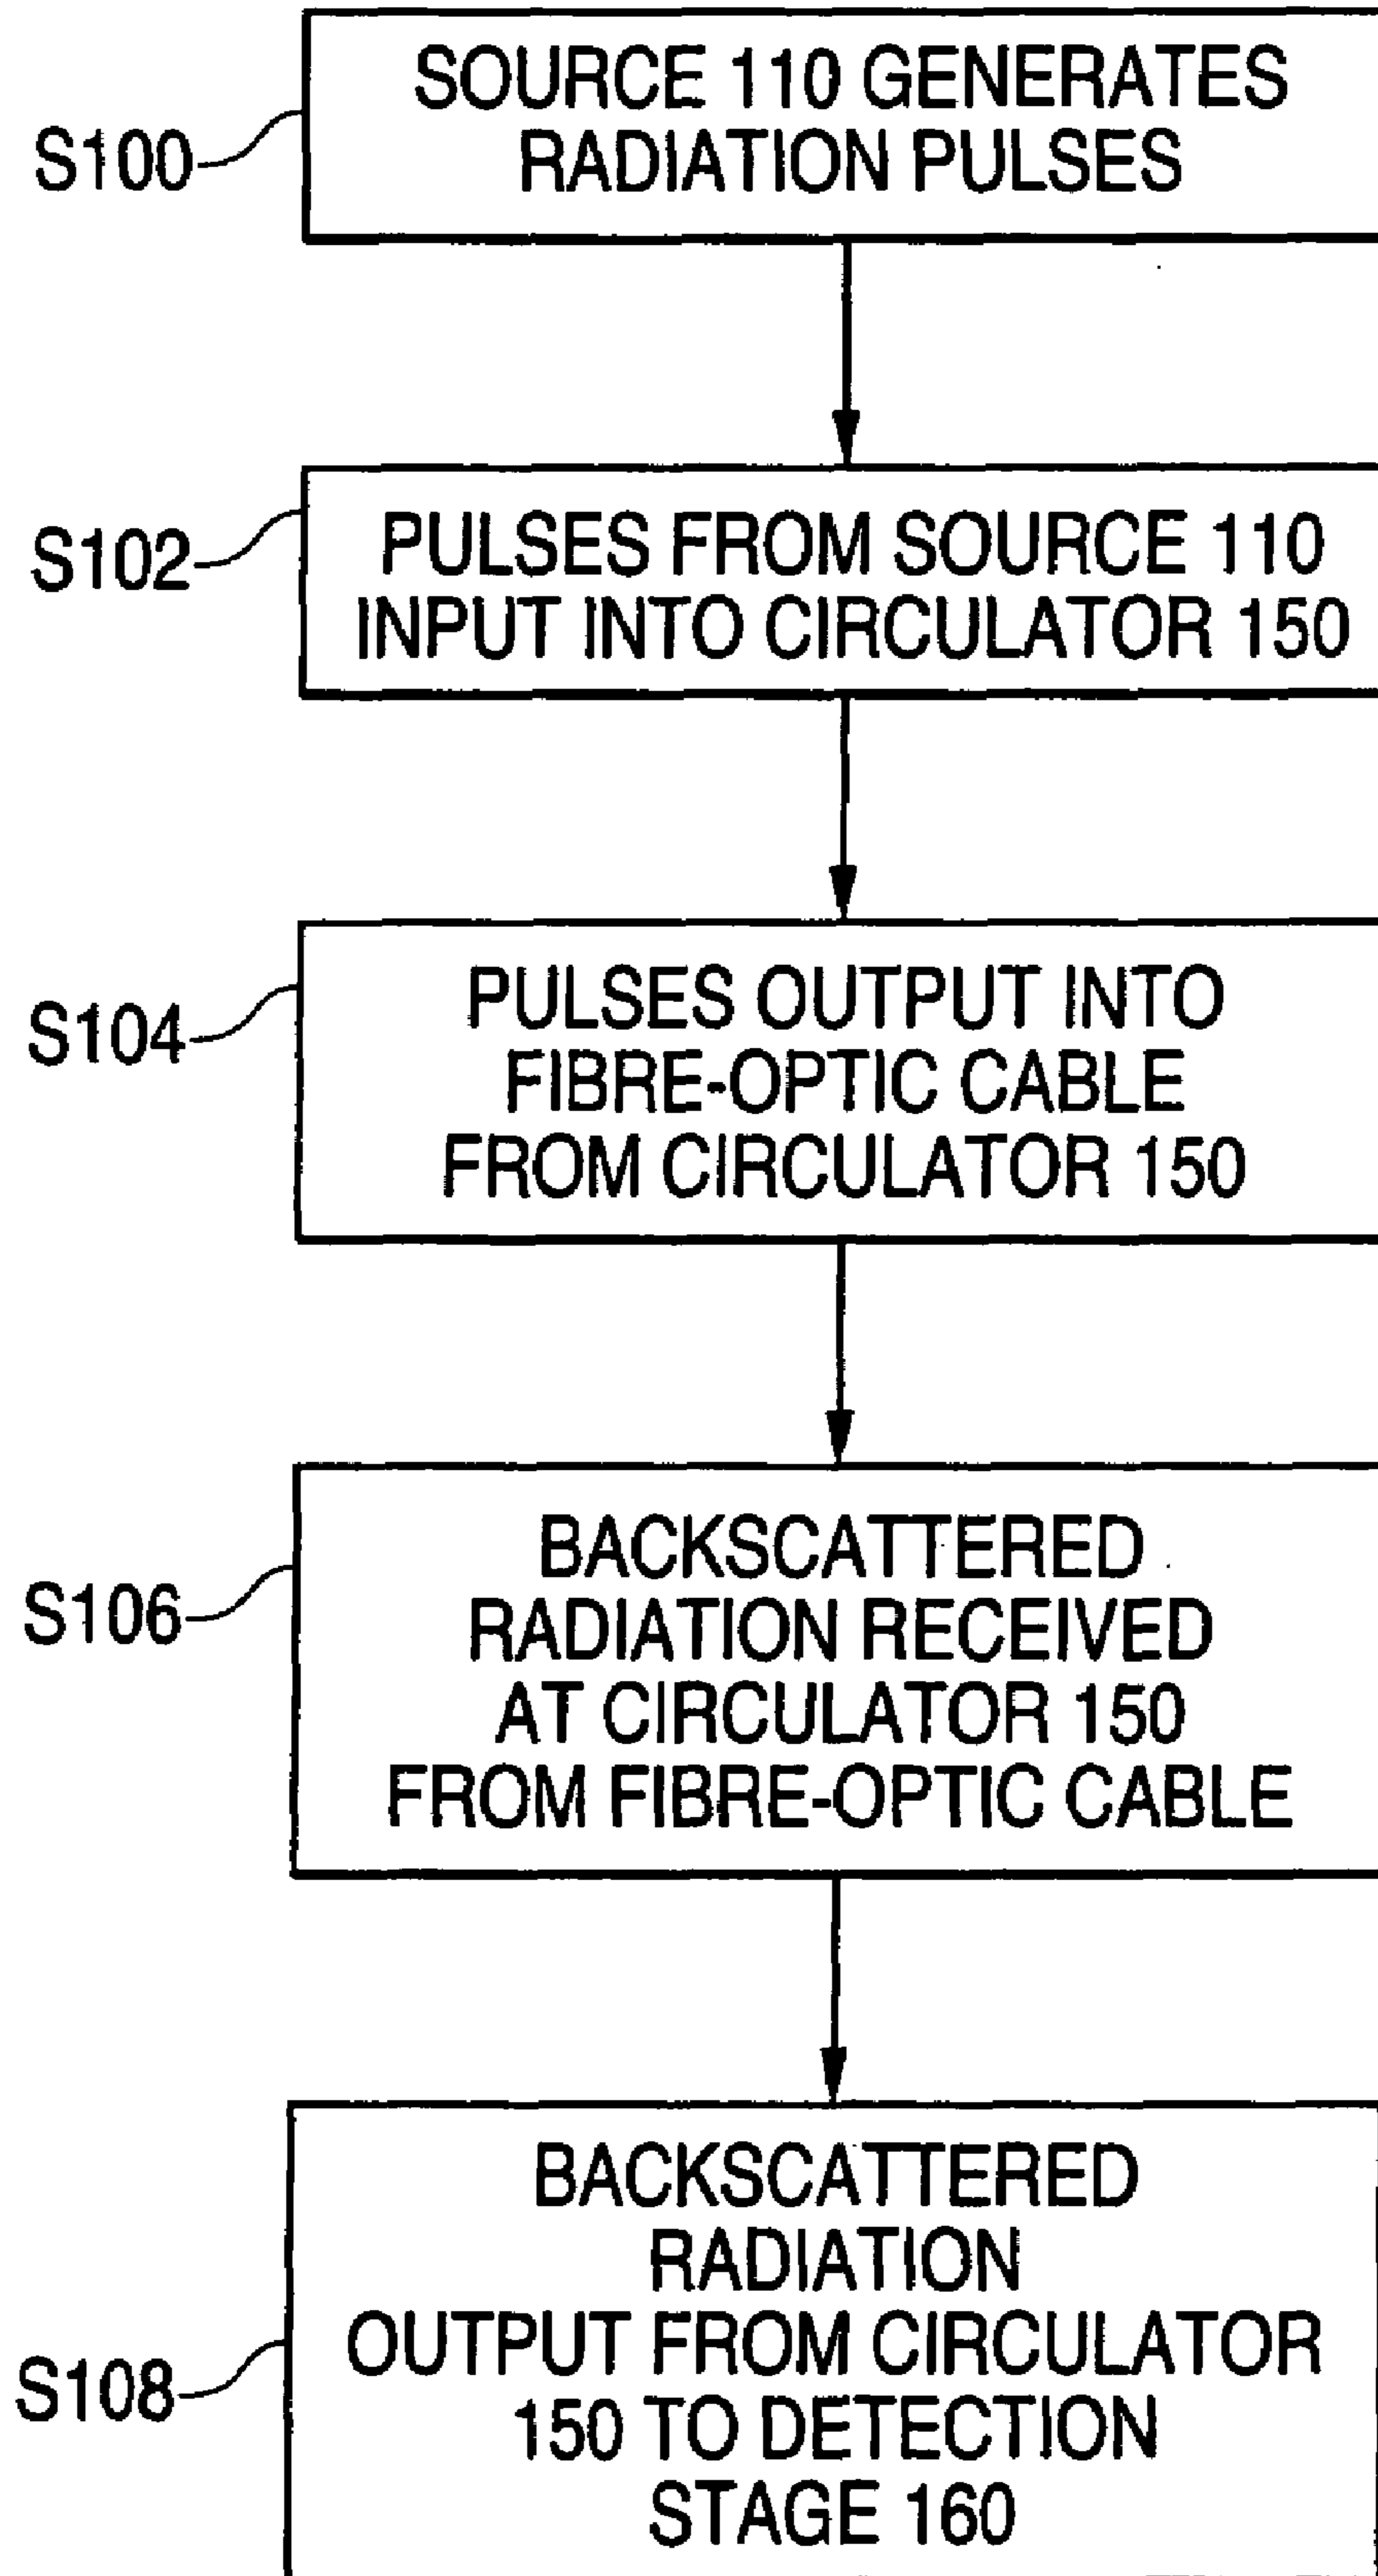 SOURCE 110 GENERATES
RADIATION PULSES
S100
PULSES FROM SOURCE 110
INPUT INTO CIRCULATOR 150
S102
PULSES OUTPUT INTO
FIBRE-OPTIC CABLE
FROM CIRCULATOR 150
S104
BACKSCATTERED
RADIATION RECEIVED
AT CIRCULATOR 150
FROM FIBRE-OPTIC CABLE
S106
BACKSCATTERED
RADIATION
OUTPUT FROM CIRCULATOR
150 TO DETECTION
STAGE 160
S108